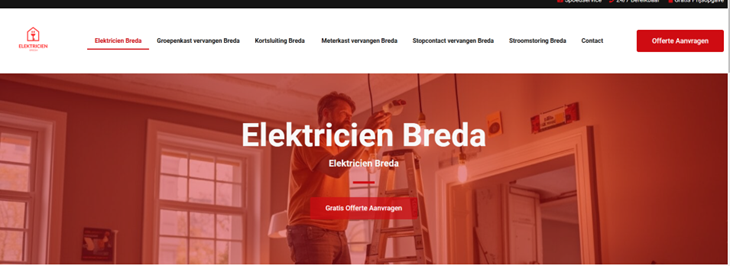 Spoedservice 24/7 Bereikbaar Gratis Prijsopgave
ELEKTRICIEN
Elektricien Breda Groepenkast vervangen Breda Kortsluiting Breda Meterkast vervangen Breda Stopcontact vervangen Breda Stroomstoring Breda Contact Offerte Aanvragen
Elektricien Breda
Elektricien Breda
Gratis Offerte Aanvragen